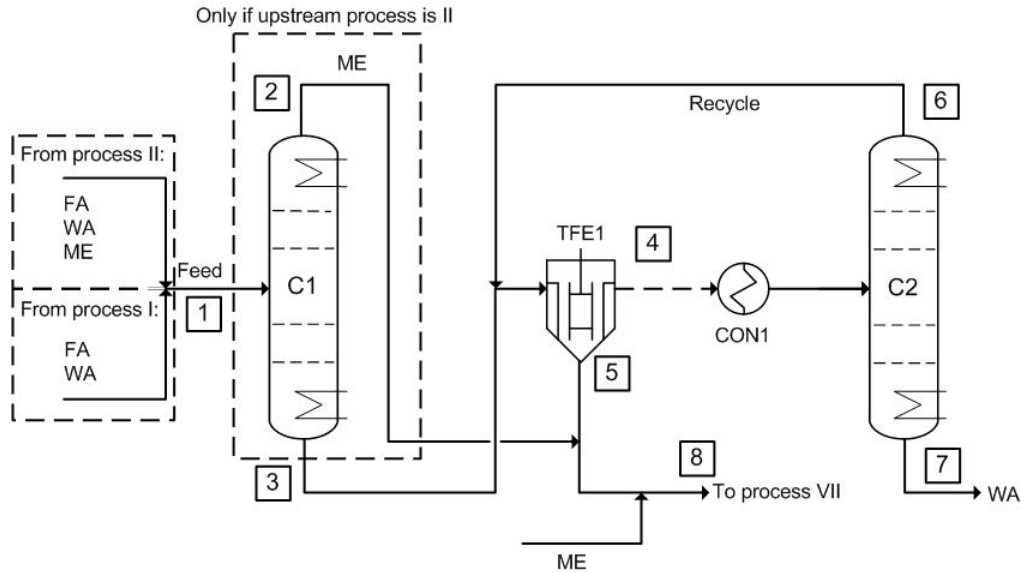 Only if upstream process is II
ME
2
6
Recycle
From process II:
FA
WA
ME
TFE1
4
Feed
C1
C2
From process I:
1
CON1
FA
WA
5
3
8
7
To process VII
WA
ME